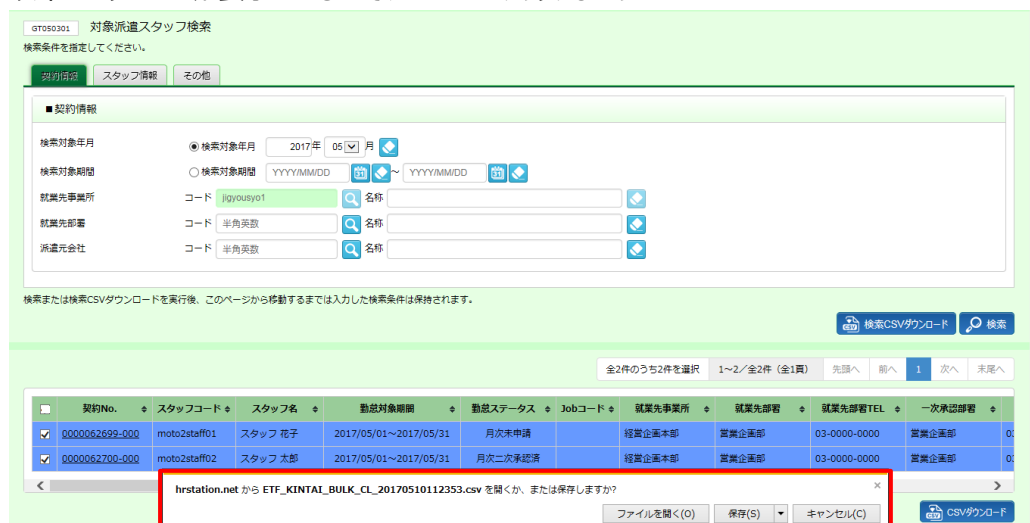 GT050301 対象派遣スタッフ検索
検索条件を指定してください。
契約情報 スタッフ情報 その他
■契約情報
検索対象年月 検索対象年月 2017年 05 月
検索対象期間 検索対象期間 YYYY/MM/DD 31 ～ YYYY/MM/DD 31
就業先事業所 コード jigyousyo1 名称
就業先部署 コード 半角英数 名称
派遣元会社 コード 半角英数 名称
検索または検索CSVダウンロードを実行後、このページから移動するまでは入力した検索条件は保持されます。
CSV 検索CSVダウンロード 検索
全2件のうち2件を選択 1～2／全2件（全1頁） 先頭へ 前へ 1 次へ 末尾へ
契約No. スタッフコード スタッフ名 勤怠対象期間 勤怠ステータス Jobコード 就業先事業所 就業先部署 就業先部署TEL 一次承認部署
0000062699-000 moto2staff01 スタッフ 花子 2017/05/01～2017/05/31 月次未申請 経営企画本部 営業企画部 03-0000-0000 営業企画部
0000062700-000 moto2staff02 スタッフ 太郎 2017/05/01～2017/05/31 月次二次承認済 経営企画本部 営業企画部 03-0000-0000 営業企画部
hrstation.net から ETF_KINTAI_BULK_CL_20170510112353.csv を開くか、または保存しますか?
ファイルを開く(O) 保存(S) キャンセル(C)
CSV CSVダウンロード